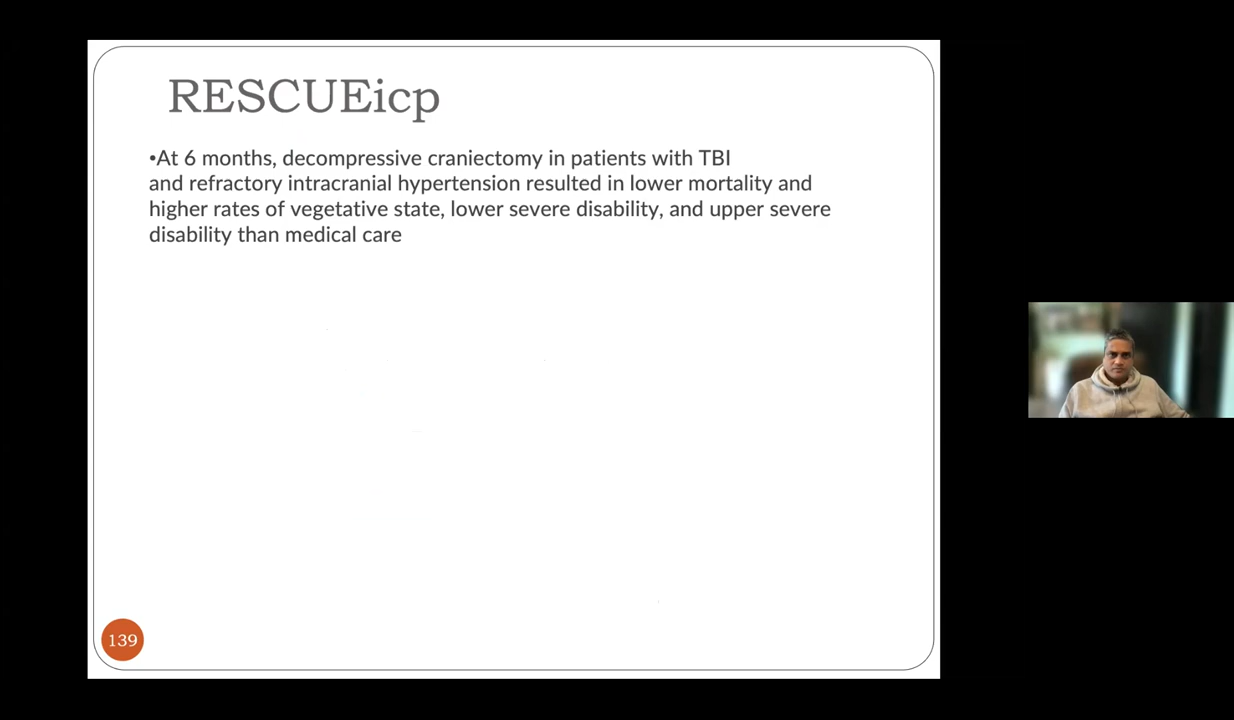 RESCUEicp
•At 6 months, decompressive craniectomy in patients with TBI
and refractory intracranial hypertension resulted in lower mortality and
higher rates of vegetative state, lower severe disability, and upper severe
disability than medical care
139